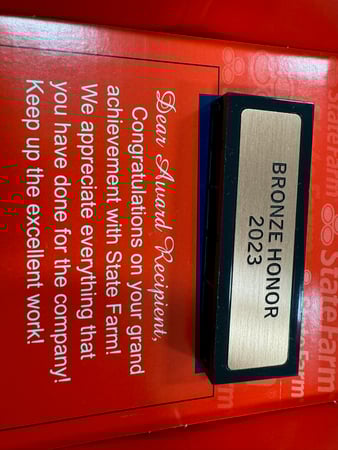 State Farm
State Farm
BRONZE HONOR
2023
Dear Award Recipient,
Congratulations on your grand
achievement with State Farm!
We appreciate everything that
you have done for the company!
Keep up the excellent work!